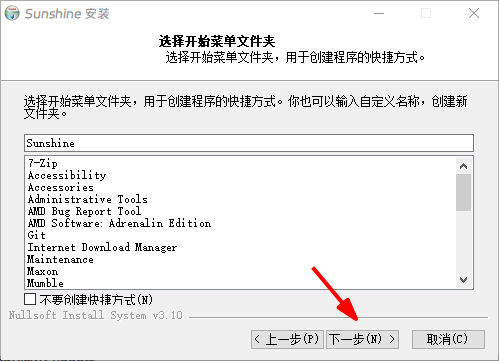 Sunshine 安装
选择开始菜单文件夹
选择开始菜单文件夹，用于创建程序的快捷方式。
选择开始菜单文件夹，用于创建程序的快捷方式。你也可以输入自定义名称，创建新
文件夹。
Sunshine
7-Zip
Accessibility
Accessories
Administrative Tools
AMD Bug Report Tool
AMD Software: Adrenalin Edition
Git
Internet Download Manager
Maintenance
Maxon
Mumble
不要创建快捷方式(N)
Nullsoft Install System v3.10
< 上一步(P)
下一步(N) >
取消(C)